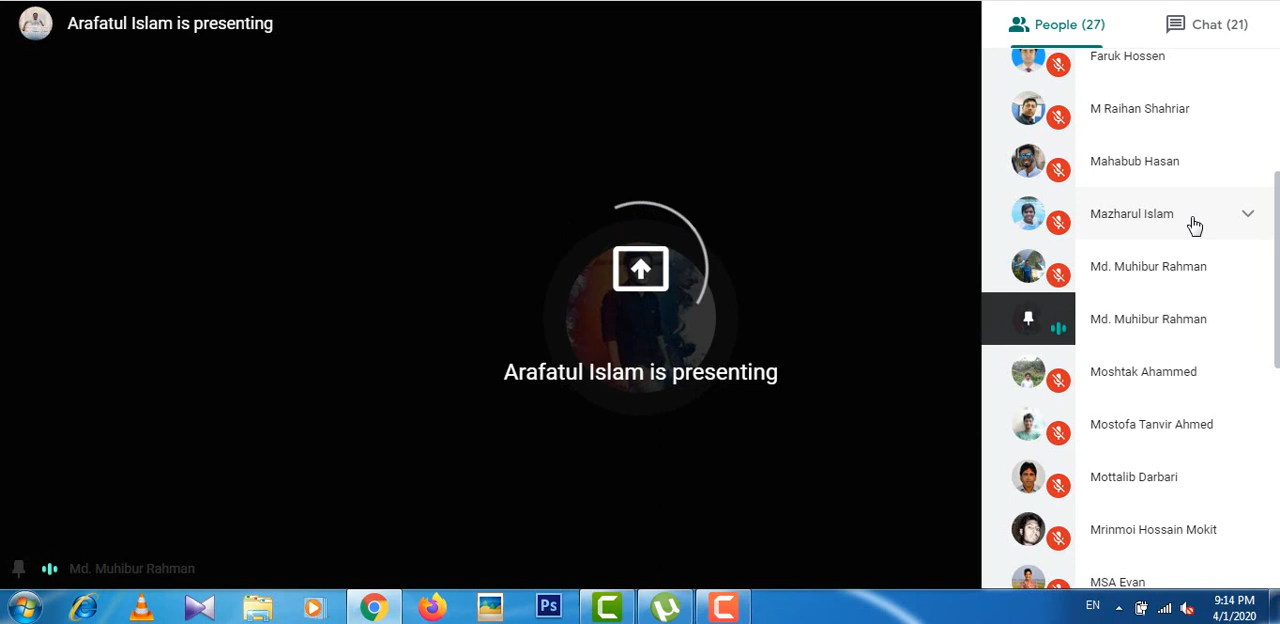 Arafatul Islam is presenting
People (27)
Chat (21)
Faruk Hossen
M Raihan Shahriar
Mahabub Hasan
Mazharul Islam
Md. Muhibur Rahman
Md. Muhibur Rahman
Moshtak Ahammed
Mostofa Tanvir Ahmed
Mottalib Darbari
Mrinmoi Hossain Mokit
MSA Evan
Arafatul Islam is presenting
Md. Muhibur Rahman
Ps
EN
9:14 PM
4/1/2020